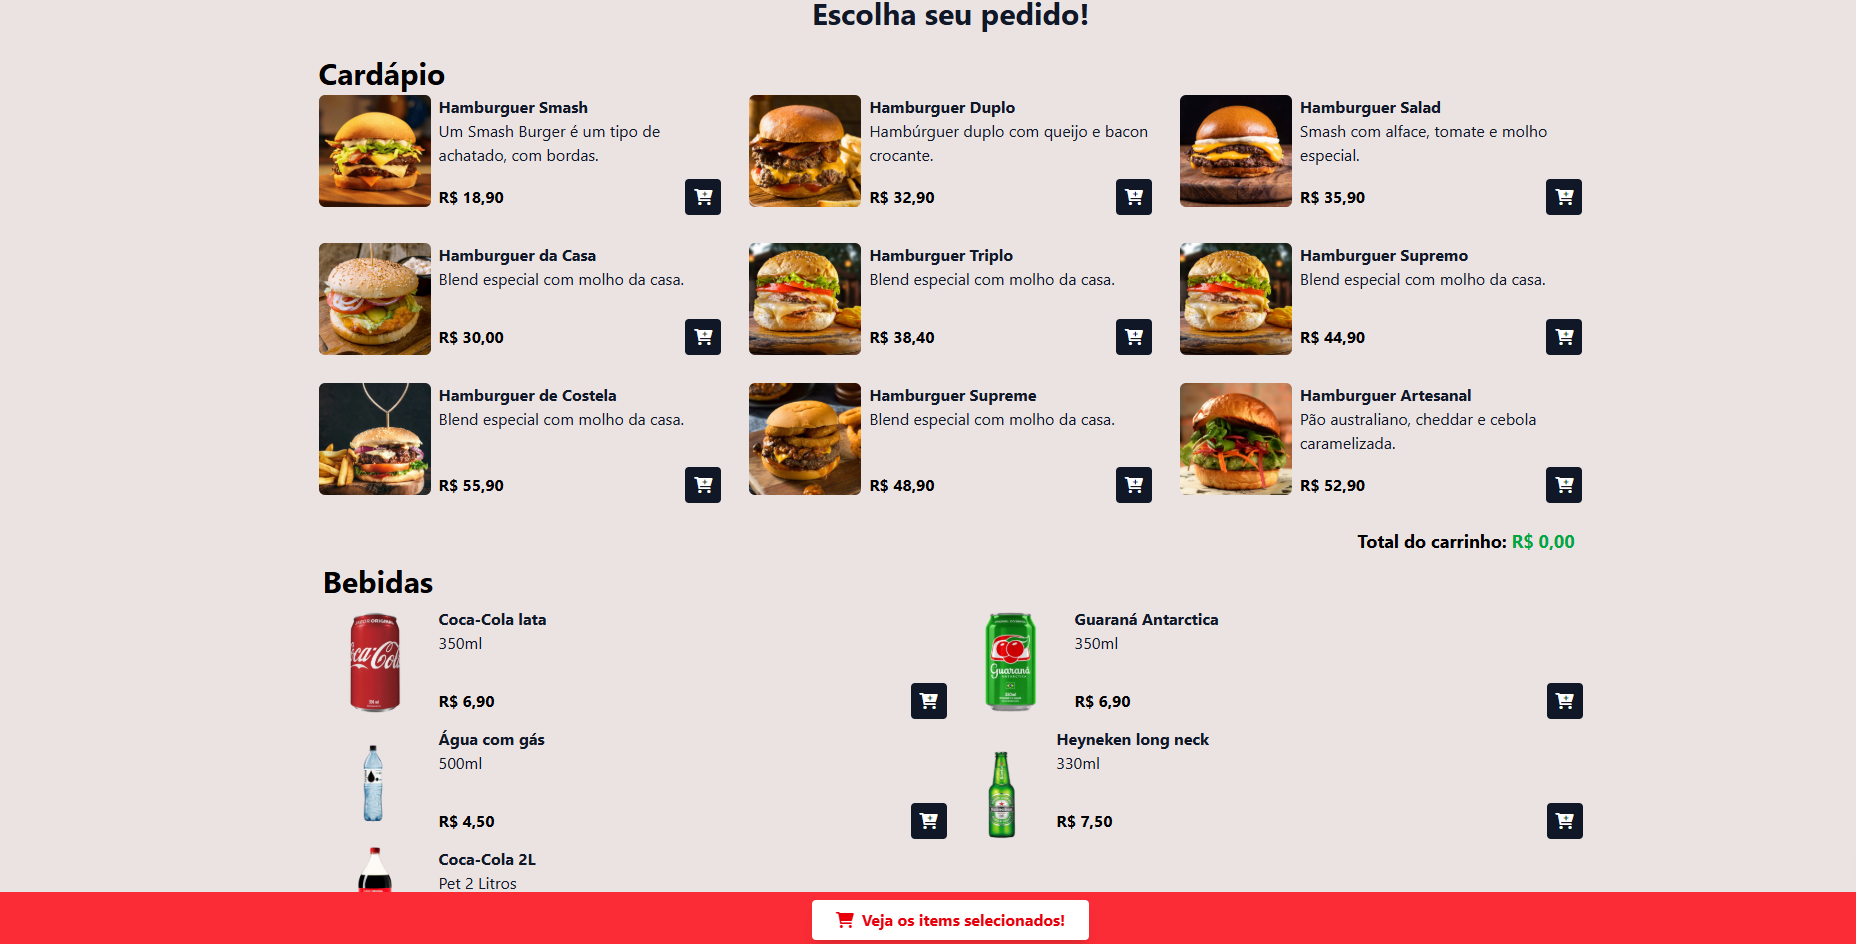 Escolha seu pedido!
Cardápio
Hamburguer Smash
Um Smash Burger é um tipo de
achatado, com bordas.
R$ 18,90
Hamburguer Duplo
Hambúrguer duplo com queijo e bacon
crocante.
R$ 32,90
Hamburguer Salad
Smash com alface, tomate e molho
especial.
R$ 35,90
Hamburguer da Casa
Blend especial com molho da casa.
R$ 30,00
Hamburguer Triplo
Blend especial com molho da casa.
R$ 38,40
Hamburguer Supremo
Blend especial com molho da casa.
R$ 44,90
Hamburguer de Costela
Blend especial com molho da casa.
R$ 55,90
Hamburguer Supreme
Blend especial com molho da casa.
R$ 48,90
Hamburguer Artesanal
Pão australiano, cheddar e cebola
caramelizada.
R$ 52,90
Total do carrinho: R$ 0,00
Bebidas
Coca-Cola lata
350ml
R$ 6,90
Guaraná Antarctica
350ml
R$ 6,90
Guaraná
Água com gás
500ml
R$ 4,50
Heyneken long neck
330ml
R$ 7,50
Coca-Cola 2L
Pet 2 Litros
Veja os items selecionados!